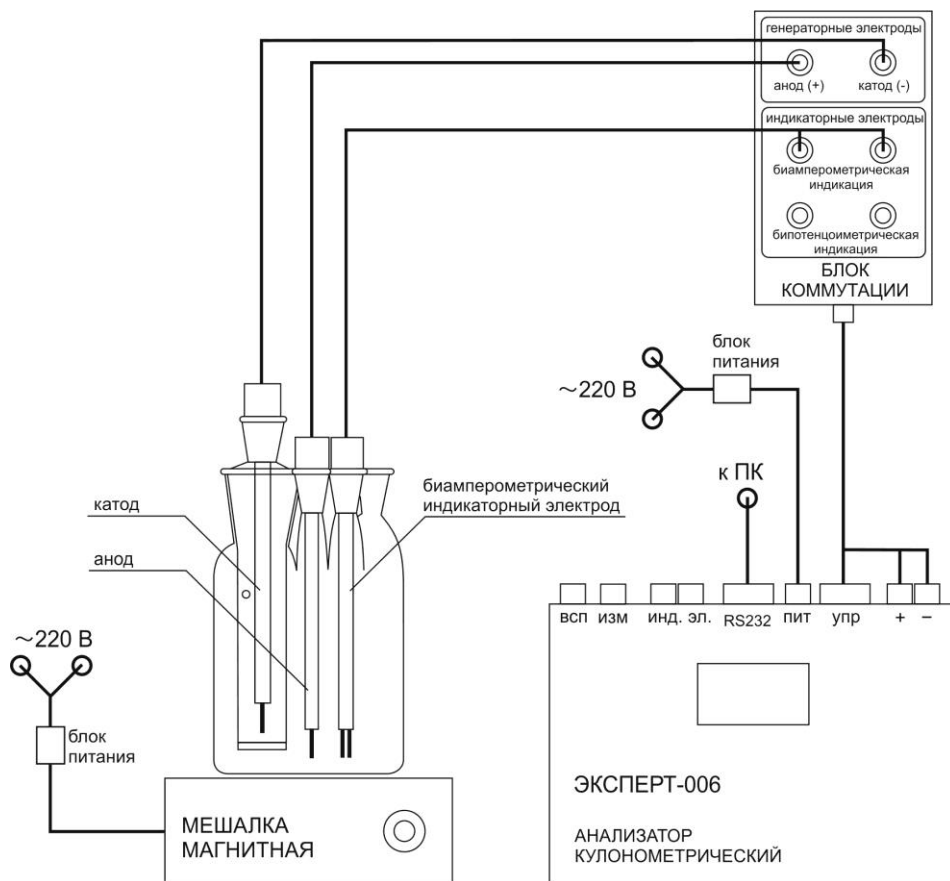 генераторные электроды
анод (+)
катод (-)
индикаторные электроды
биамперометрическая
индикация
бипотенциометрическая
индикация
БЛОК
КОММУТАЦИИ
блок
питания
~220 В
к ПК
катод
анод
биамперометрический
индикаторный электрод
всп
изм
инд. эл.
RS232
пит
упр
+
–
~220 В
блок
питания
МЕШАЛКА
МАГНИТНАЯ
ЭКСПЕРТ-006
АНАЛИЗАТОР
КУЛОНОМЕТРИЧЕСКИЙ